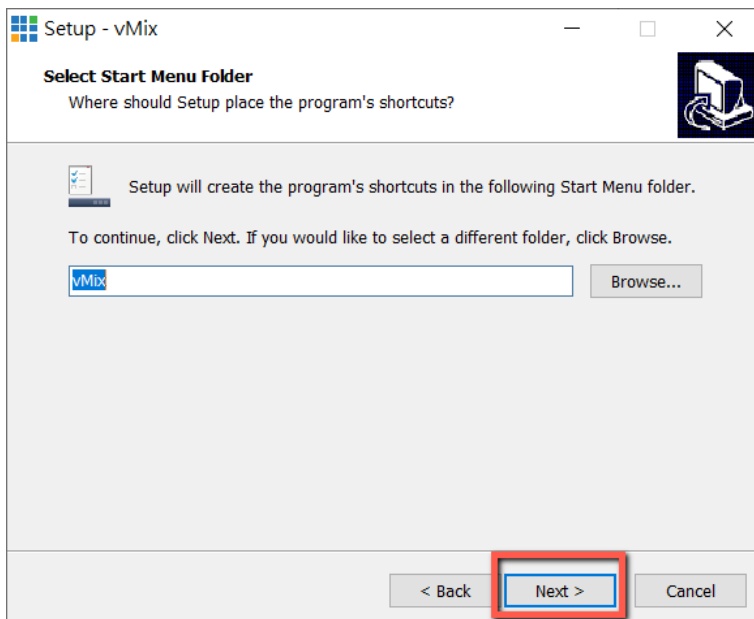 Setup - vMix
Select Start Menu Folder
Where should Setup place the program's shortcuts?
Setup will create the program's shortcuts in the following Start Menu folder.
To continue, click Next. If you would like to select a different folder, click Browse.
vMix
Browse...
< Back
Next >
Cancel